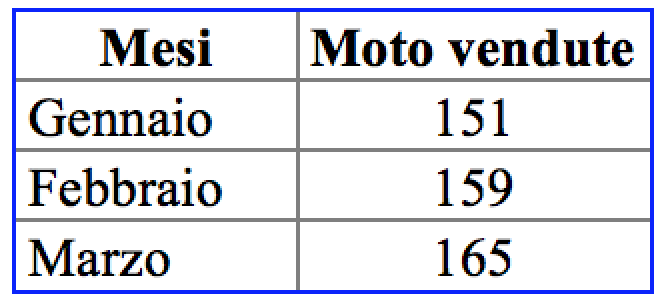 Mesi Moto vendute
Gennaio 151
Febbraio 159
Marzo 165